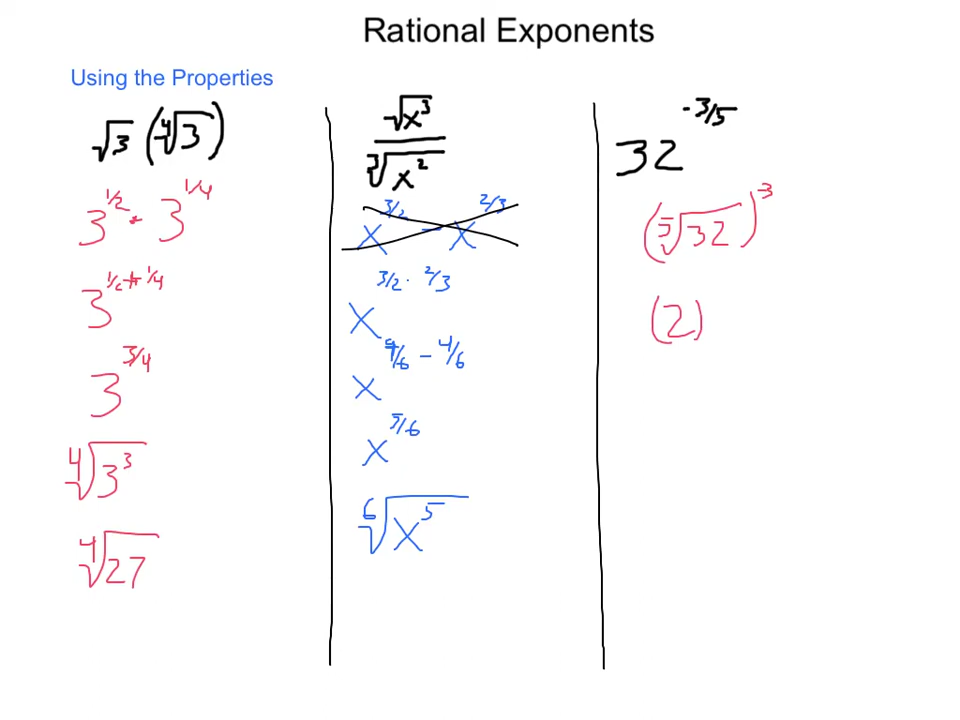 Rational Exponents
Using the Properties
√3 (⁴√3)
3^1/2 · 3^1/4
3^1/2 + 1/4
3^3/4
⁴√3³
⁴√27
√x³ / ³√x²
x^3/2 - x^2/3
x^3/2 · 2/3
x^9/6 - 4/6
x^5/6
⁶√x⁵
32^-3/5
(⁵√32)^-3
(2)